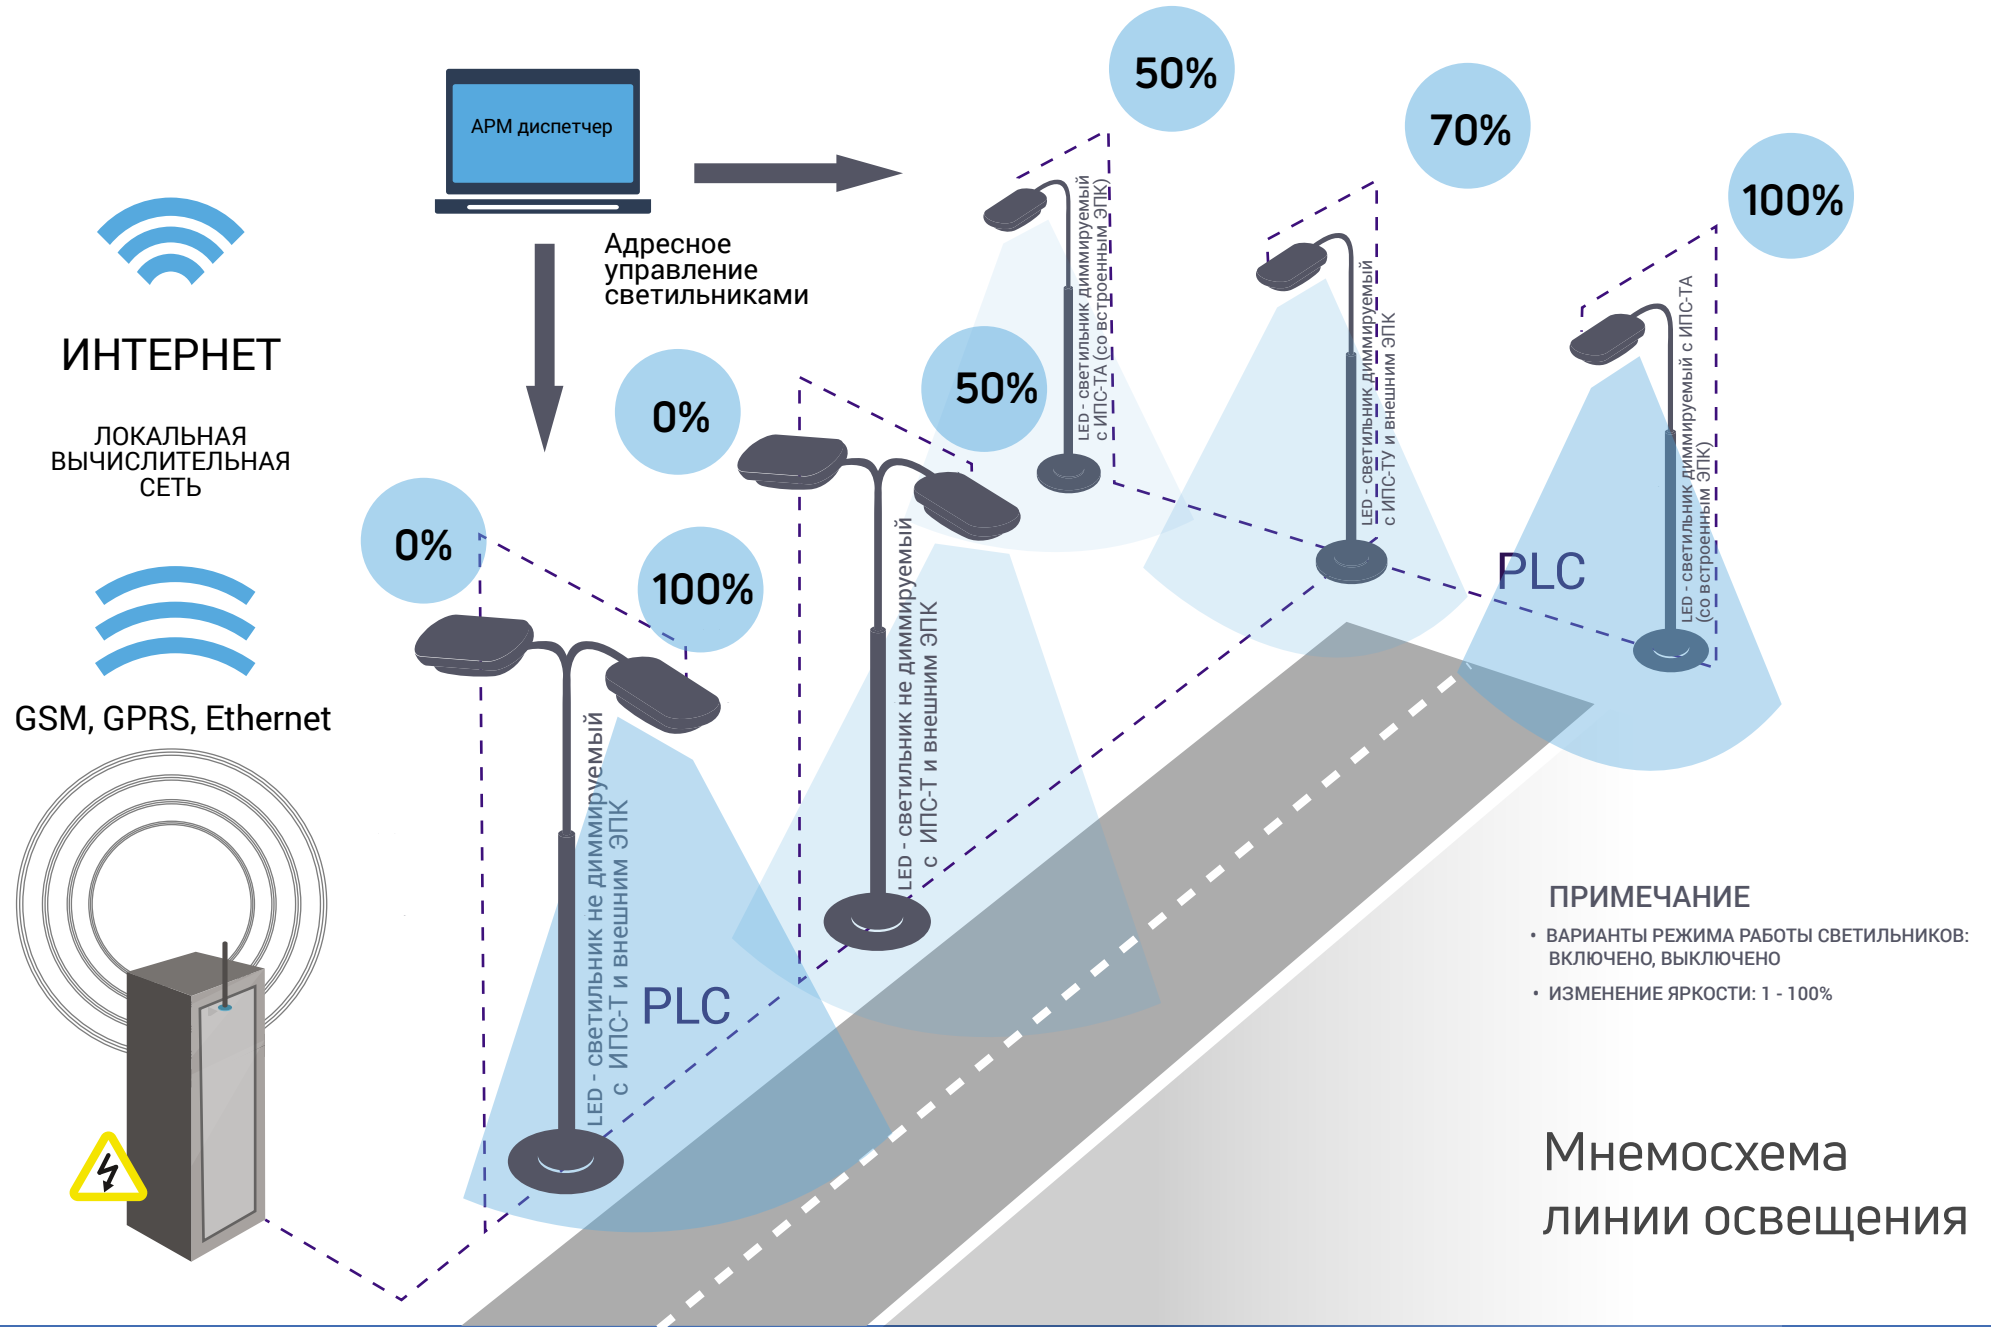 АРМ диспетчер
Адресное
управление
светильниками
ИНТЕРНЕТ
ЛОКАЛЬНАЯ
ВЫЧИСЛИТЕЛЬНАЯ
СЕТЬ
GSM, GPRS, Ethernet
50%
70%
100%
0%
50%
0%
100%
LED - светильник диммируемый
с ИПС-ТА (со встроенным ЭПК)
LED - светильник диммируемый
с ИПС-ТУ и внешним ЭПК
LED - светильник диммируемый с ИПС-ТА
(со встроенным ЭПК)
LED - светильник не диммируемый
с ИПС-Т и внешним ЭПК
LED - светильник не диммируемый
с ИПС-Т и внешним ЭПК
PLC
PLC
ПРИМЕЧАНИЕ
• ВАРИАНТЫ РЕЖИМА РАБОТЫ СВЕТИЛЬНИКОВ:
ВКЛЮЧЕНО, ВЫКЛЮЧЕНО
• ИЗМЕНЕНИЕ ЯРКОСТИ: 1 - 100%
Мнемосхема
линии освещения